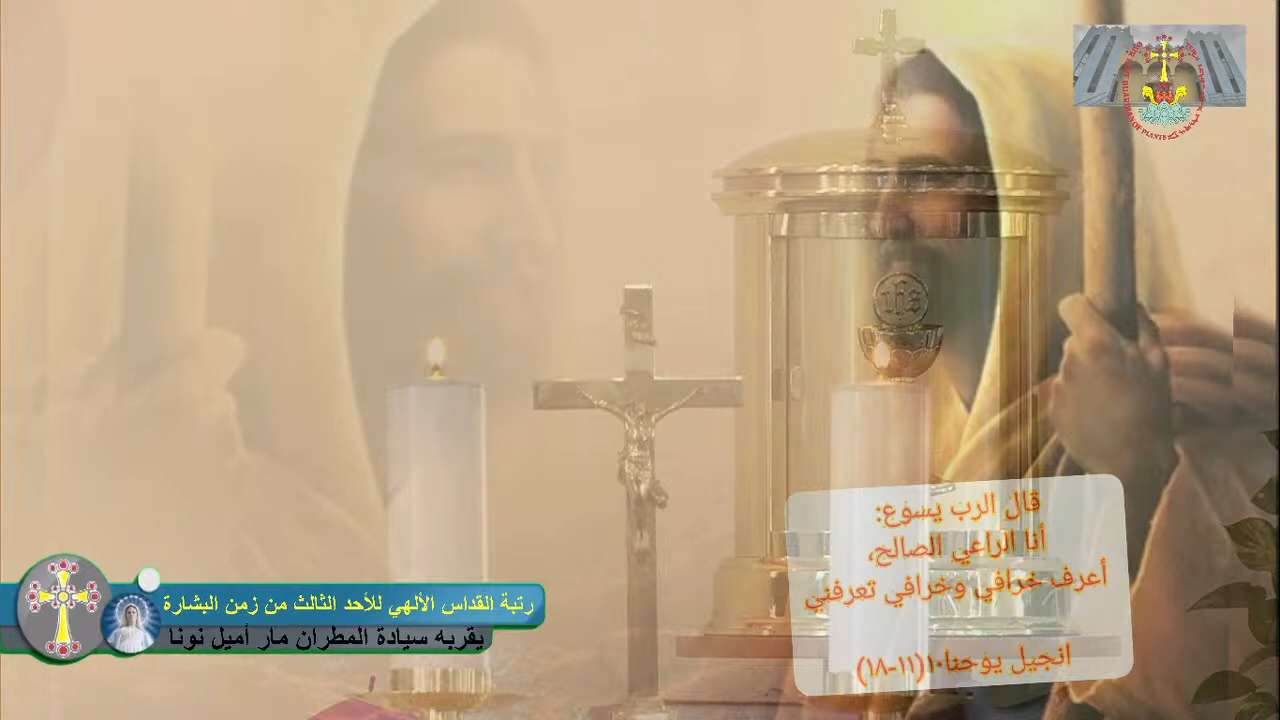 قال الرب يسوع:
أنا الراعي الصالح،
أعرف خرافي وخرافي تعرفني
انجيل يوحنا١٠(١١-١٨)
رتبة القداس الألهي للأحد الثالث من زمن البشارة
يقربه سيادة المطران مار أميل نونا
ihs